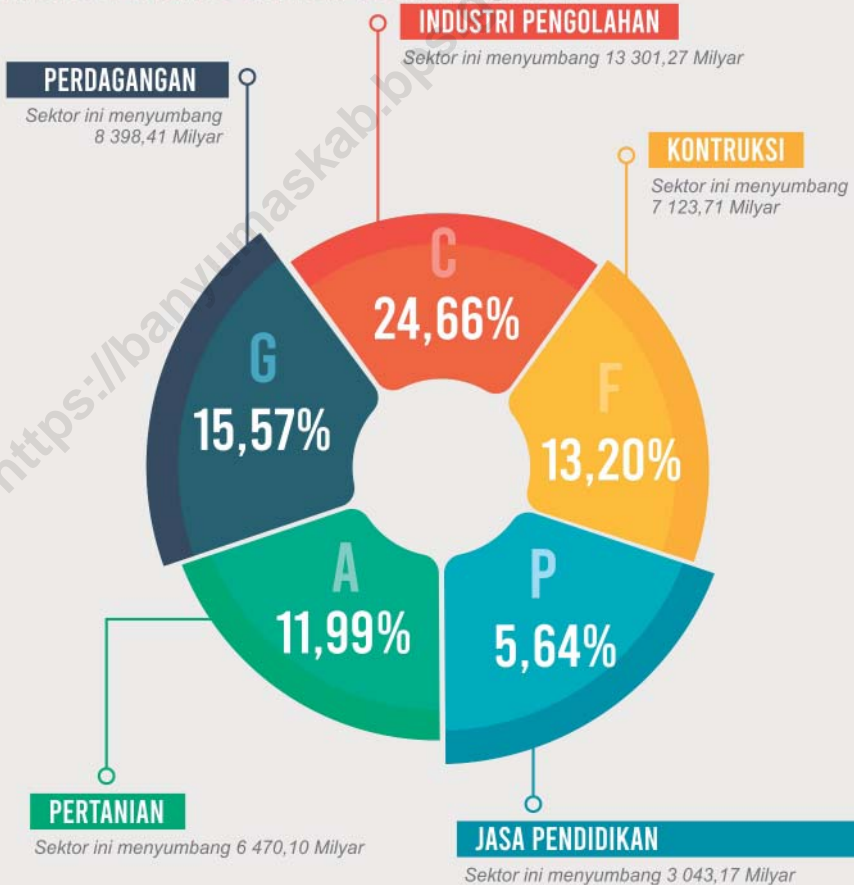 INDUSTRI PENGOLAHAN
Sektor ini menyumbang 13 301,27 Milyar
PERDAGANGAN
Sektor ini menyumbang
8 398,41 Milyar
KONTRUKSI
Sektor ini menyumbang
7 123,71 Milyar
C
24,66%
G
15,57%
F
13,20%
A
11,99%
P
5,64%
PERTANIAN
Sektor ini menyumbang 6 470,10 Milyar
JASA PENDIDIKAN
Sektor ini menyumbang 3 043,17 Milyar
https://banyumaskab.bps